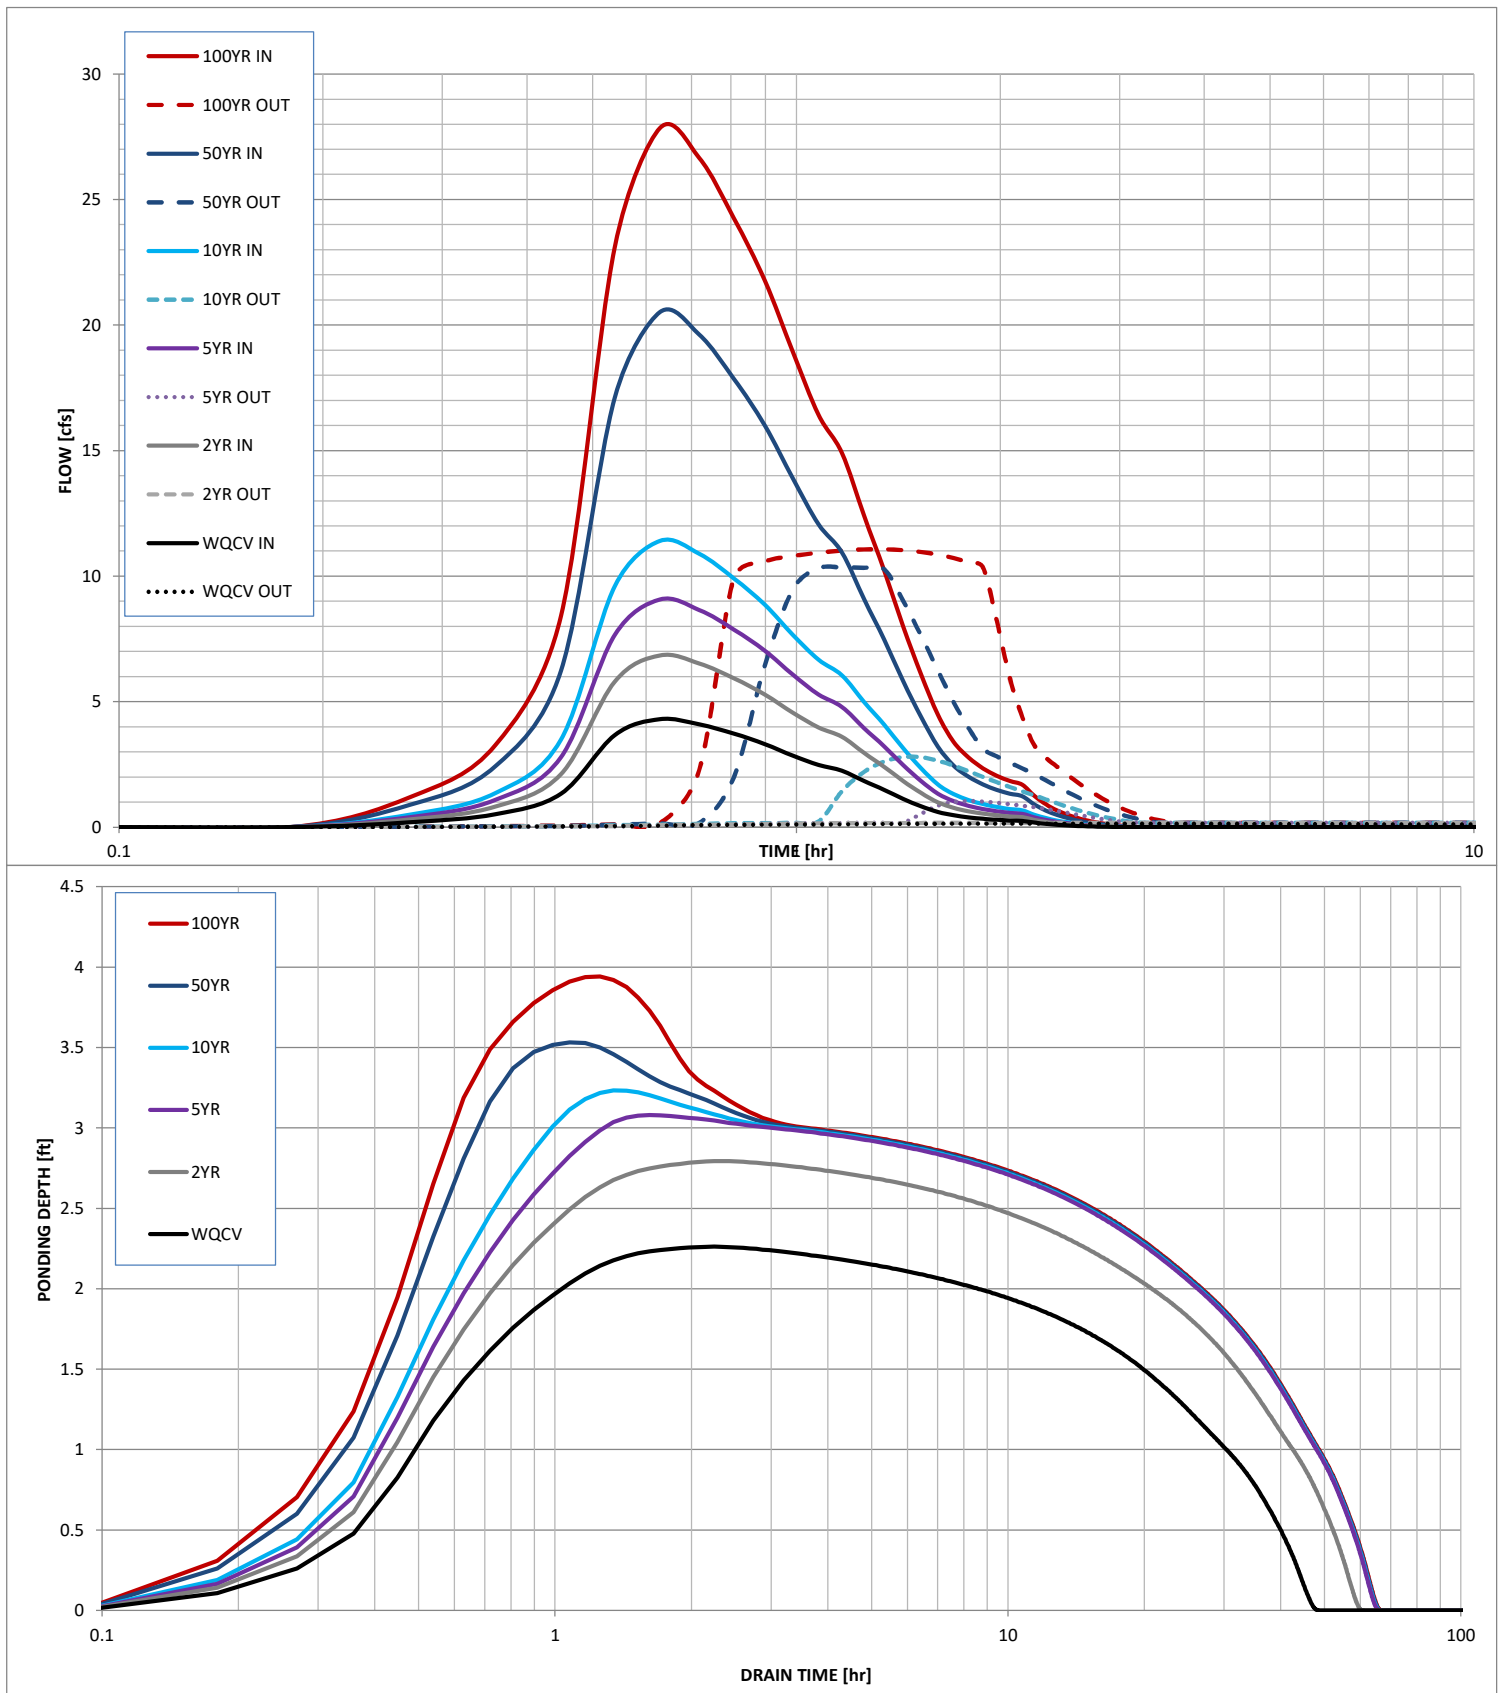 100YR IN
100YR OUT
50YR IN
50YR OUT
10YR IN
10YR OUT
5YR IN
5YR OUT
2YR IN
2YR OUT
WQCV IN
WQCV OUT
30
25
20
15
10
5
0
FLOW [cfs]
0.1
TIME [hr]
10
100YR
50YR
10YR
5YR
2YR
WQCV
4.5
4
3.5
3
2.5
2
1.5
1
0.5
0
PONDING DEPTH [ft]
0.1
1
10
100
DRAIN TIME [hr]